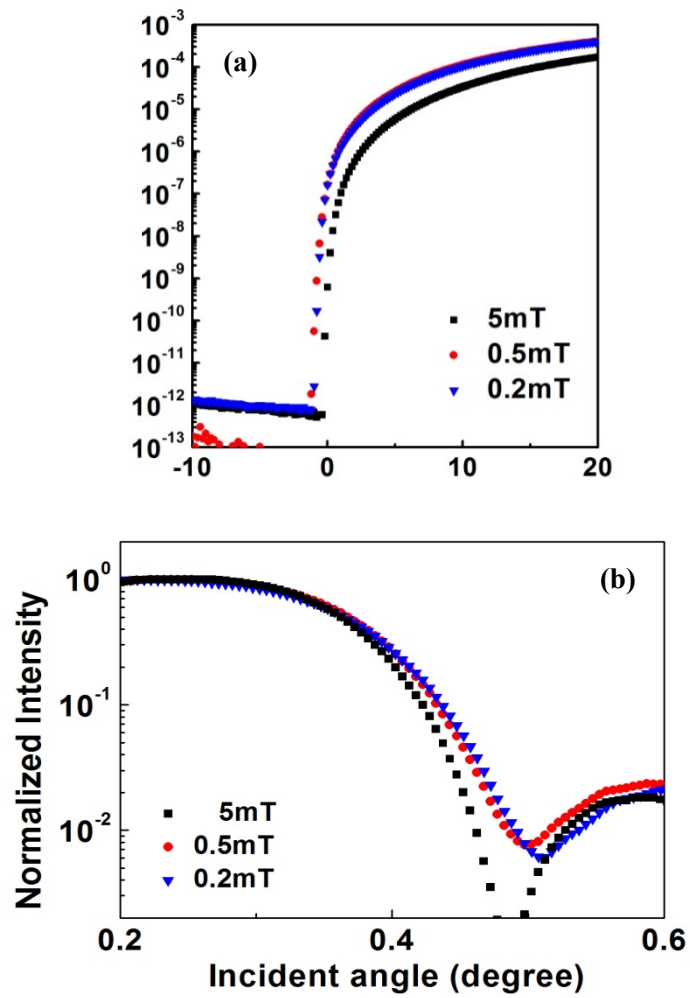 10⁻³
(a)
10⁻⁴
10⁻⁵
10⁻⁶
10⁻⁷
10⁻⁸
10⁻⁹
10⁻¹⁰
5mT
10⁻¹¹
0.5mT
10⁻¹²
0.2mT
10⁻¹³
-10 0 10 20
(b)
10⁰
10⁻¹
10⁻²
5mT
0.5mT
0.2mT
Normalized Intensity
0.2 0.4 0.6
Incident angle (degree)